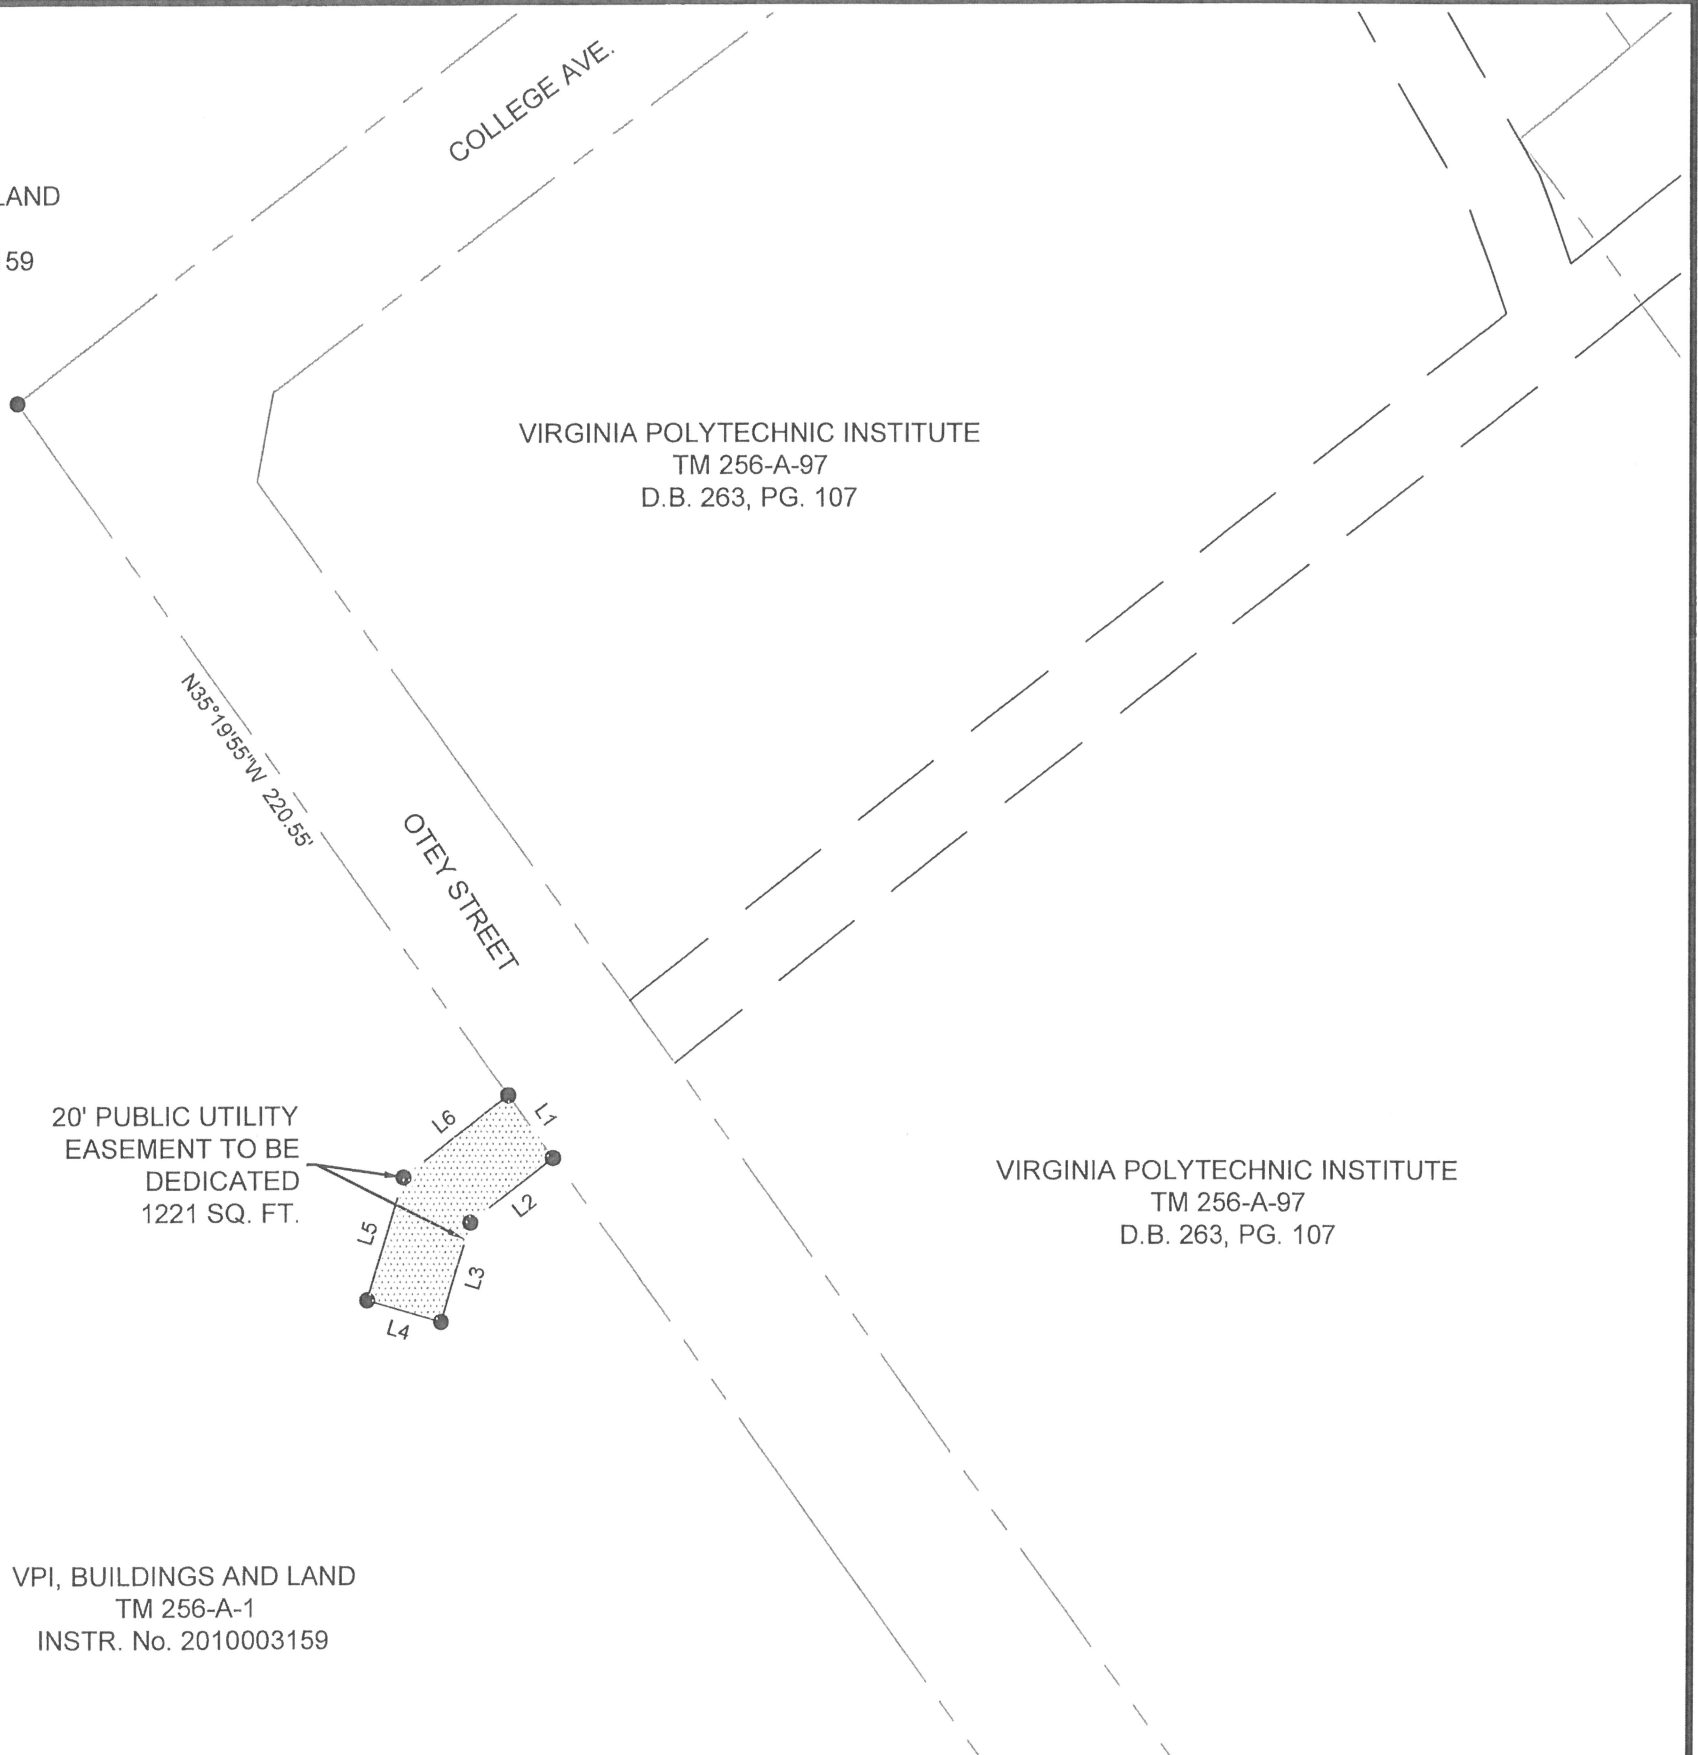 COLLEGE AVE.
LAND
59
VIRGINIA POLYTECHNIC INSTITUTE
TM 256-A-97
D.B. 263, PG. 107
N35°19'55"W 220.55'
OTEY STREET
20' PUBLIC UTILITY
EASEMENT TO BE
DEDICATED
1221 SQ. FT.
L1
L6
L2
L5
L3
L4
VIRGINIA POLYTECHNIC INSTITUTE
TM 256-A-97
D.B. 263, PG. 107
VPI, BUILDINGS AND LAND
TM 256-A-1
INSTR. No. 2010003159